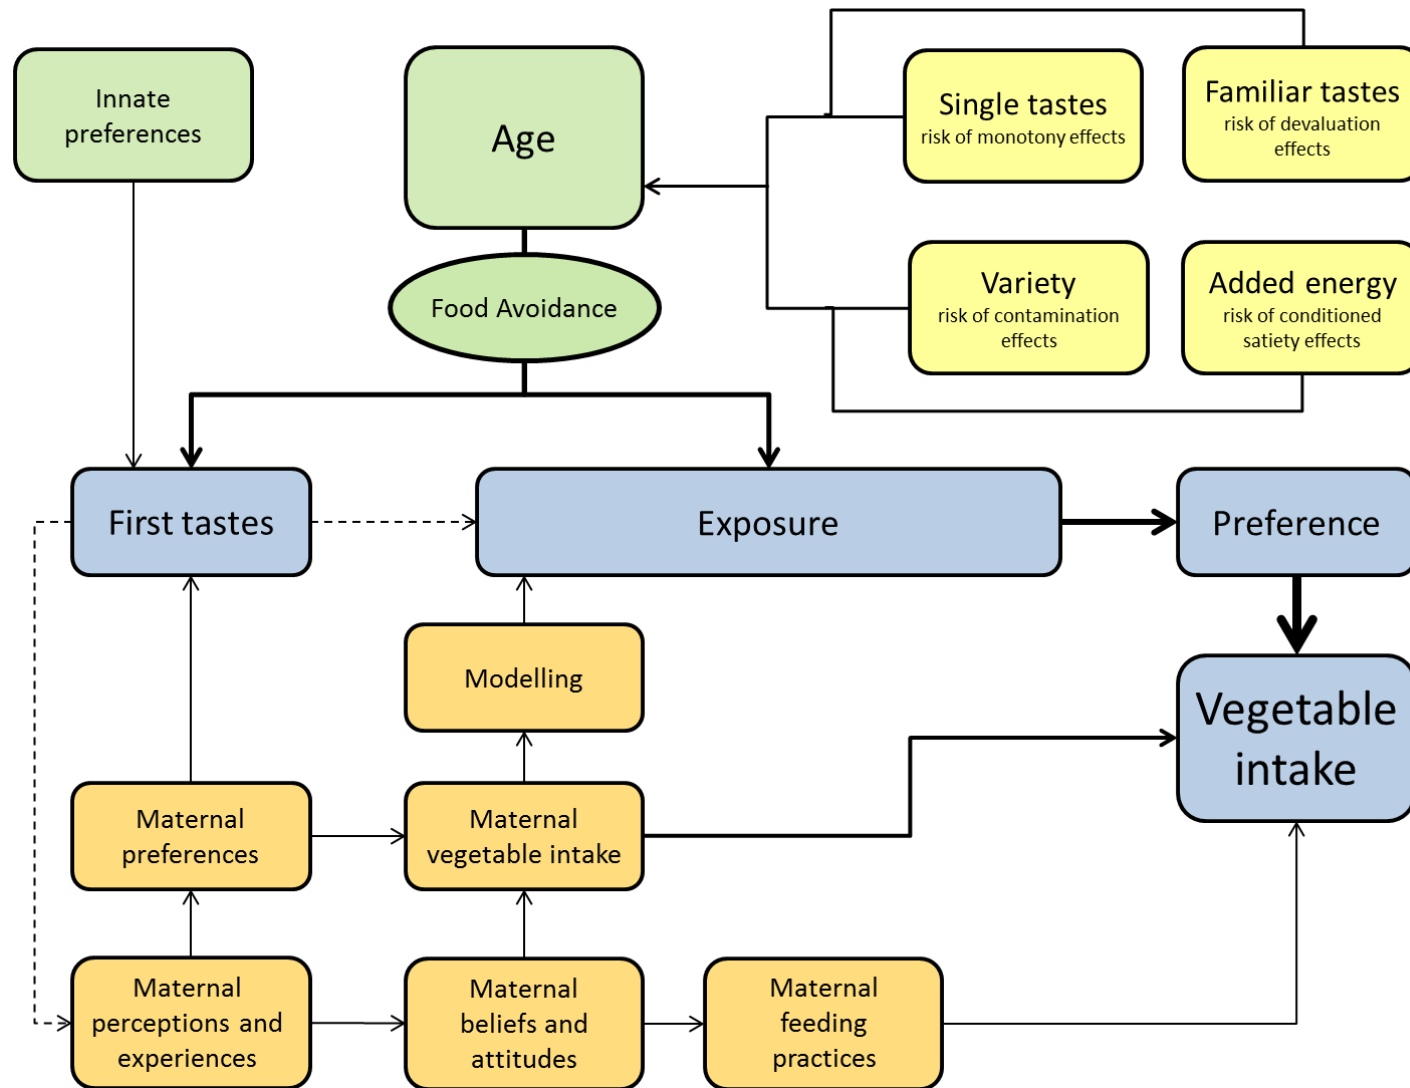 Innate
preferences
Age
Single tastes
risk of monotony effects
Familiar tastes
risk of devaluation
effects
Food Avoidance
Variety
risk of contamination
effects
Added energy
risk of conditioned
satiety effects
First tastes
Exposure
Preference
Modelling
Vegetable
intake
Maternal
preferences
Maternal
vegetable intake
Maternal
perceptions and
experiences
Maternal
beliefs and
attitudes
Maternal
feeding
practices